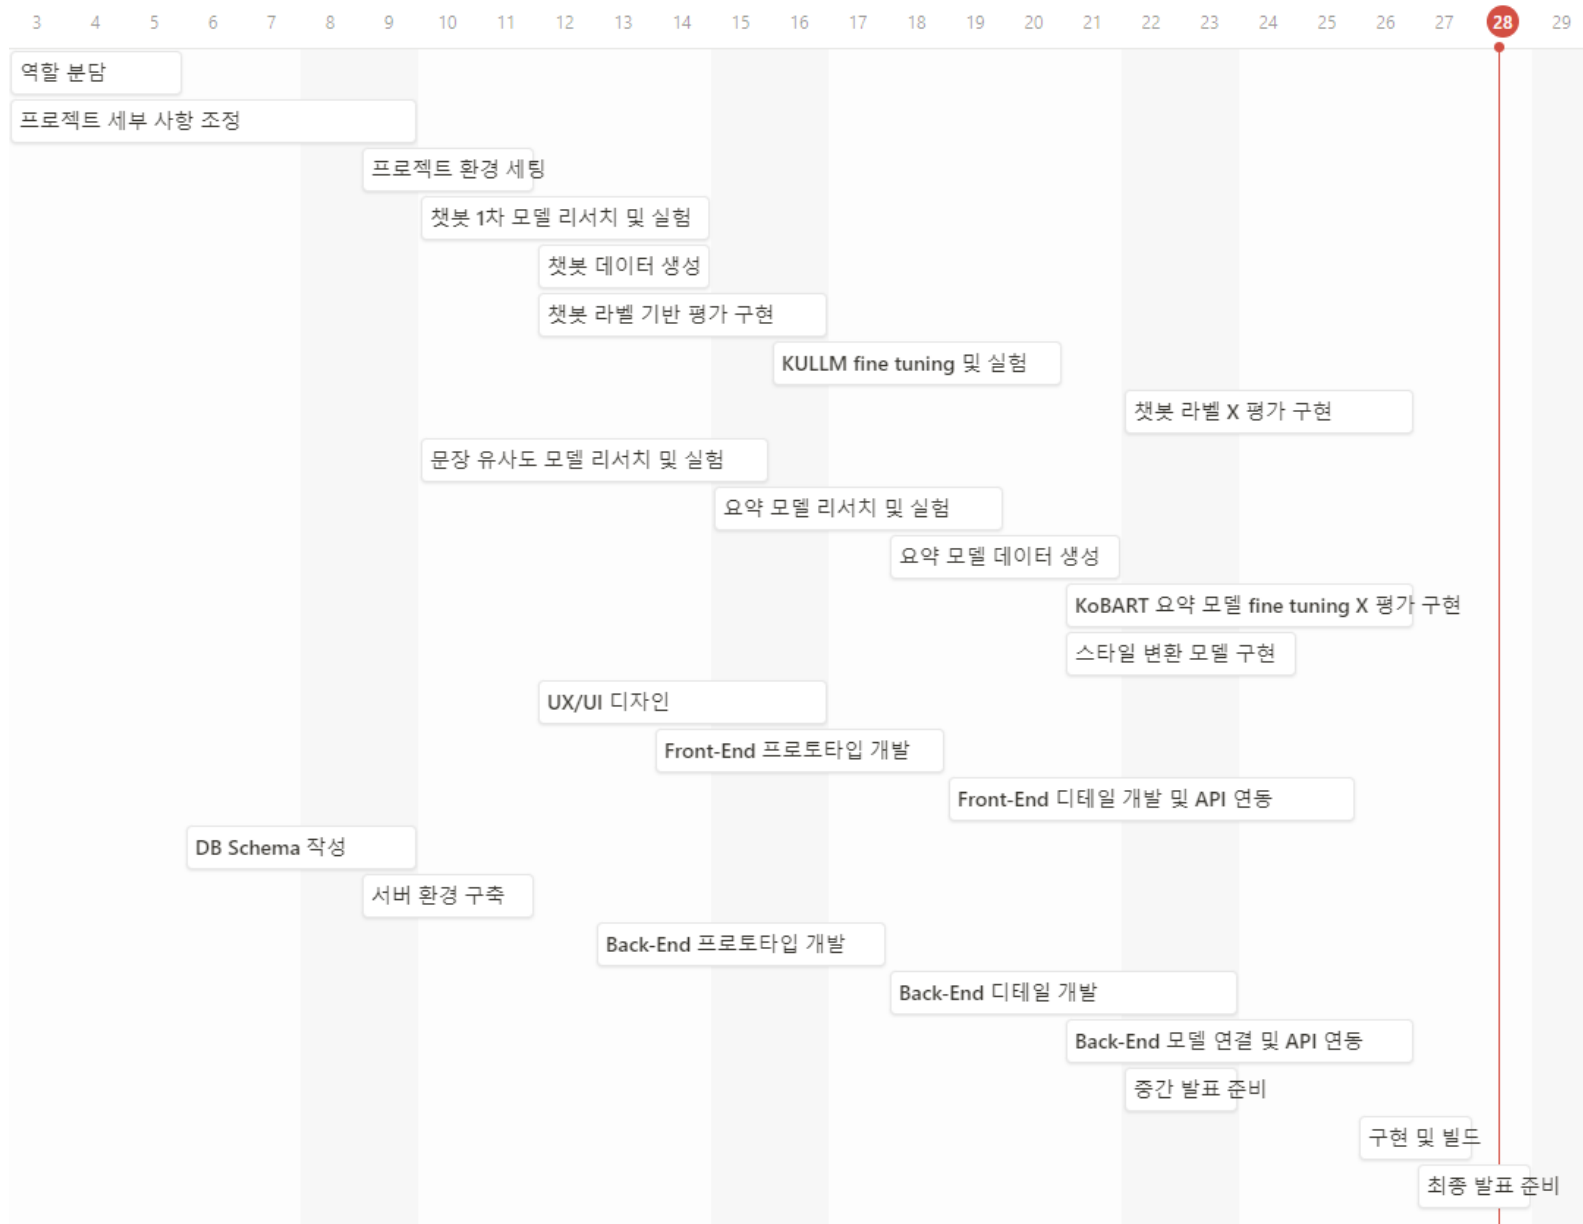 3 4 5 6 7 8 9 10 11 12 13 14 15 16 17 18 19 20 21 22 23 24 25 26 27 28 29
역할 분담
프로젝트 세부 사항 조정
프로젝트 환경 세팅
챗봇 1차 모델 리서치 및 실험
챗봇 데이터 생성
챗봇 라벨 기반 평가 구현
KULLM fine tuning 및 실험
챗봇 라벨 X 평가 구현
문장 유사도 모델 리서치 및 실험
요약 모델 리서치 및 실험
요약 모델 데이터 생성
KoBART 요약 모델 fine tuning X 평가 구현
스타일 변환 모델 구현
UX/UI 디자인
Front-End 프로토타입 개발
Front-End 디테일 개발 및 API 연동
DB Schema 작성
서버 환경 구축
Back-End 프로토타입 개발
Back-End 디테일 개발
Back-End 모델 연결 및 API 연동
중간 발표 준비
구현 및 빌드
최종 발표 준비